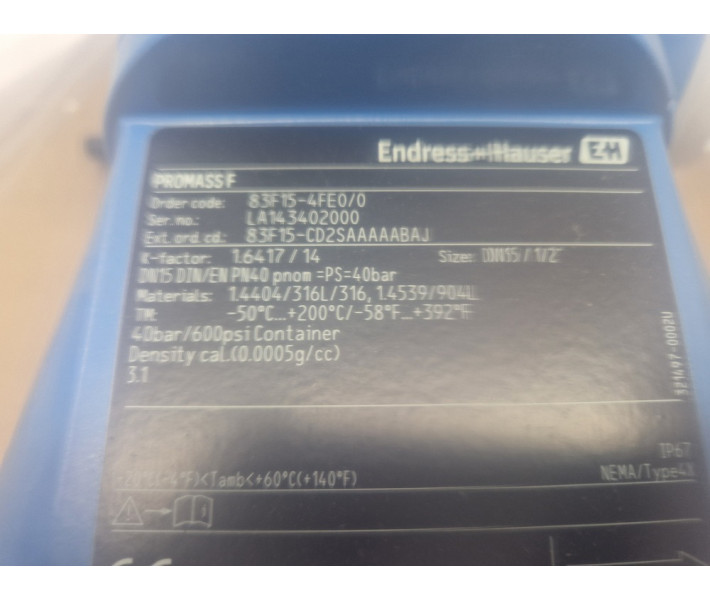 Endress+Hauser EH
PROMASS F
Order code: 83F15-4FE0/0
Ser.no.: LA143402000
Ext.ord.cd.: 83F15-CD2SAAAAABAJ
K-factor: 1.6417/14 Size: DN15/1/2"
DN15 DIN/EN PN40 pnom=PS=40bar
Materials: 1.4404/316L/316, 1.4539/904L
TM: -50°C...+200°C/-58°F...+392°F
40bar/600psi Container
Density cal.(0.0005g/cc)
3.1
IP67
(-4°F)<Tamb<+60°C(+140°F) NEMA/Type4X